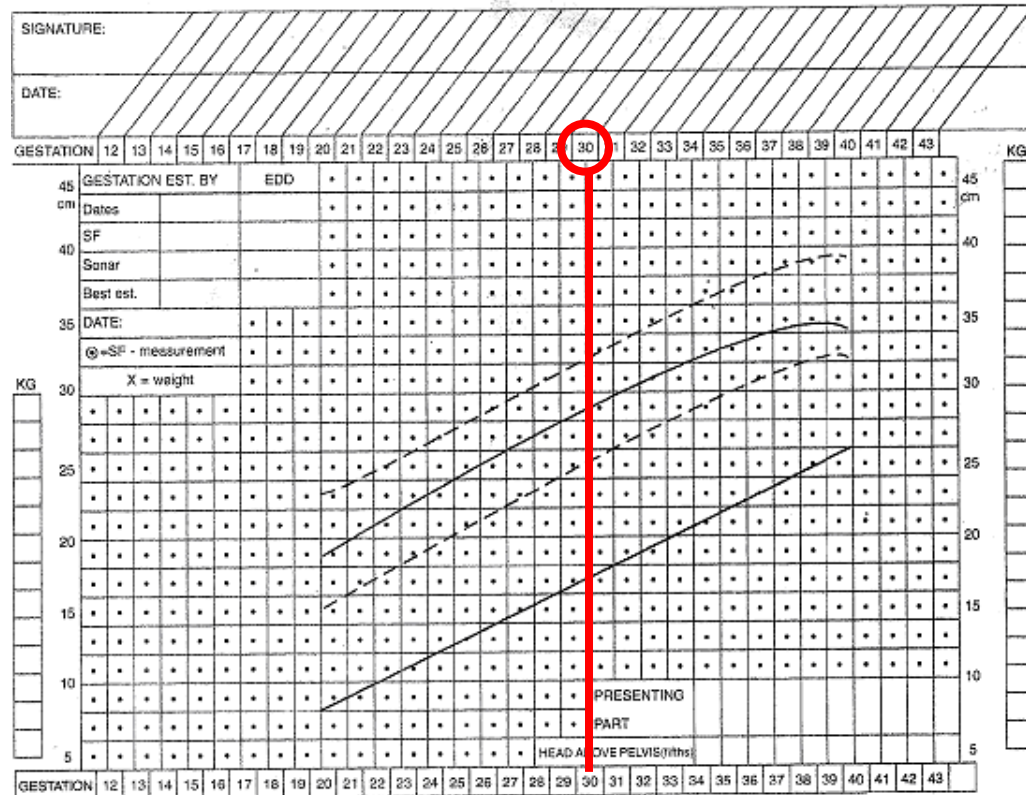 SIGNATURE:
DATE:
GESTATION 12 13 14 15 16 17 18 19 20 21 22 23 24 25 26 27 28 29 30 31 32 33 34 35 36 37 38 39 40 41 42 43
KG
45 GESTATION EST. BY EDD 45
cm Dates cm
SF
40 Sonar 40
Best est.
35 DATE: 35
⊙=SF - measurement
KG X = weight
30 30
25 25
20 20
15 15
10 10
PRESENTING
PART
5 HEAD ABOVE PELVIS(fifths) 5
KG
GESTATION 12 13 14 15 16 17 18 19 20 21 22 23 24 25 26 27 28 29 30 31 32 33 34 35 36 37 38 39 40 41 42 43